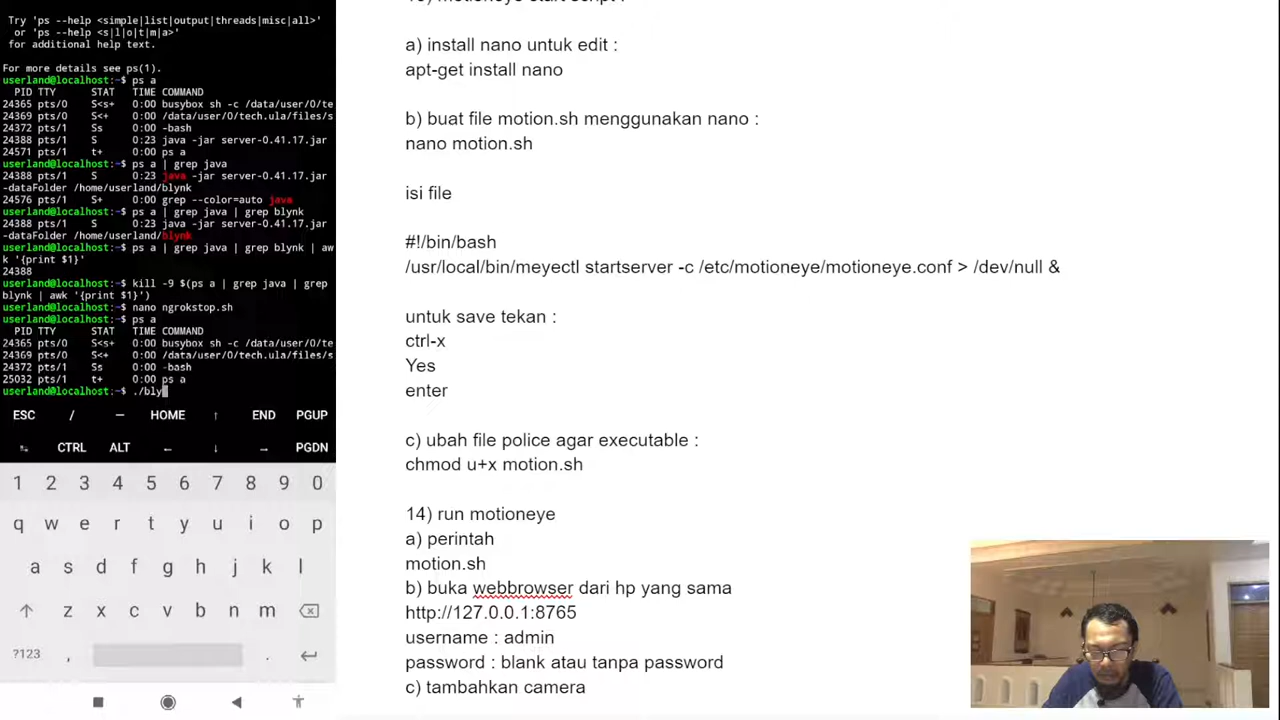 Try 'ps --help <simple|list|output|threads|misc|all>'
or 'ps --help <s|l|o|t|m|a>'
for additional help text.
For more details see ps(1).
userland@localhost:~$ ps a
PID TTY STAT TIME COMMAND
24365 pts/0 S<s+ 0:00 busybox sh -c /data/user/0/te
24369 pts/0 S<+ 0:00 /data/user/0/tech.ula/files/s
24372 pts/1 Ss 0:00 -bash
24388 pts/1 S 0:23 java -jar server-0.41.17.jar
24571 pts/1 t+ 0:00 ps a
userland@localhost:~$ ps a | grep java
24388 pts/1 S 0:23 java -jar server-0.41.17.jar
-dataFolder /home/userland/blynk
24576 pts/1 S+ 0:00 grep --color=auto java
userland@localhost:~$ ps a | grep java | grep blynk
24388 pts/1 S 0:23 java -jar server-0.41.17.jar
-dataFolder /home/userland/blynk
userland@localhost:~$ ps a | grep java | grep blynk | aw
k '{print $1}'
24388
userland@localhost:~$ kill -9 $(ps a | grep java | grep
blynk | awk '{print $1}')
userland@localhost:~$ nano ngrokstop.sh
userland@localhost:~$ ps a
PID TTY STAT TIME COMMAND
24365 pts/0 S<s+ 0:00 busybox sh -c /data/user/0/te
24369 pts/0 S<+ 0:00 /data/user/0/tech.ula/files/s
24372 pts/1 Ss 0:00 -bash
25032 pts/1 t+ 0:00 ps a
userland@localhost:~$ ./bly
ESC / — HOME ↑ END PGUP
CTRL ALT ← ↓ → PGDN
1 2 3 4 5 6 7 8 9 0
q w e r t y u i o p
a s d f g h j k l
z x c v b n m
?123 , .
a) install nano untuk edit :
apt-get install nano
b) buat file motion.sh menggunakan nano :
nano motion.sh
isi file
#!/bin/bash
/usr/local/bin/meyectl startserver -c /etc/motioneye/motioneye.conf > /dev/null &
untuk save tekan :
ctrl-x
Yes
enter
c) ubah file police agar executable :
chmod u+x motion.sh
14) run motioneye
a) perintah
motion.sh
b) buka webbrowser dari hp yang sama
http://127.0.0.1:8765
username : admin
password : blank atau tanpa password
c) tambahkan camera